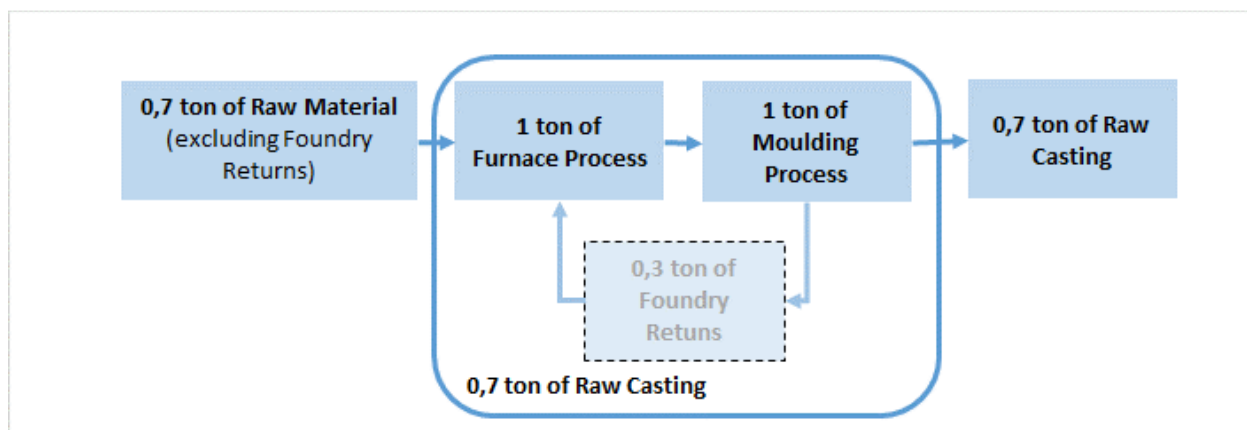 0,7 ton of Raw Material
(excluding Foundry
Returns)
1 ton of
Furnace Process
1 ton of
Moulding
Process
0,7 ton of Raw
Casting
0,3 ton of
Foundry
Retuns
0,7 ton of Raw Casting